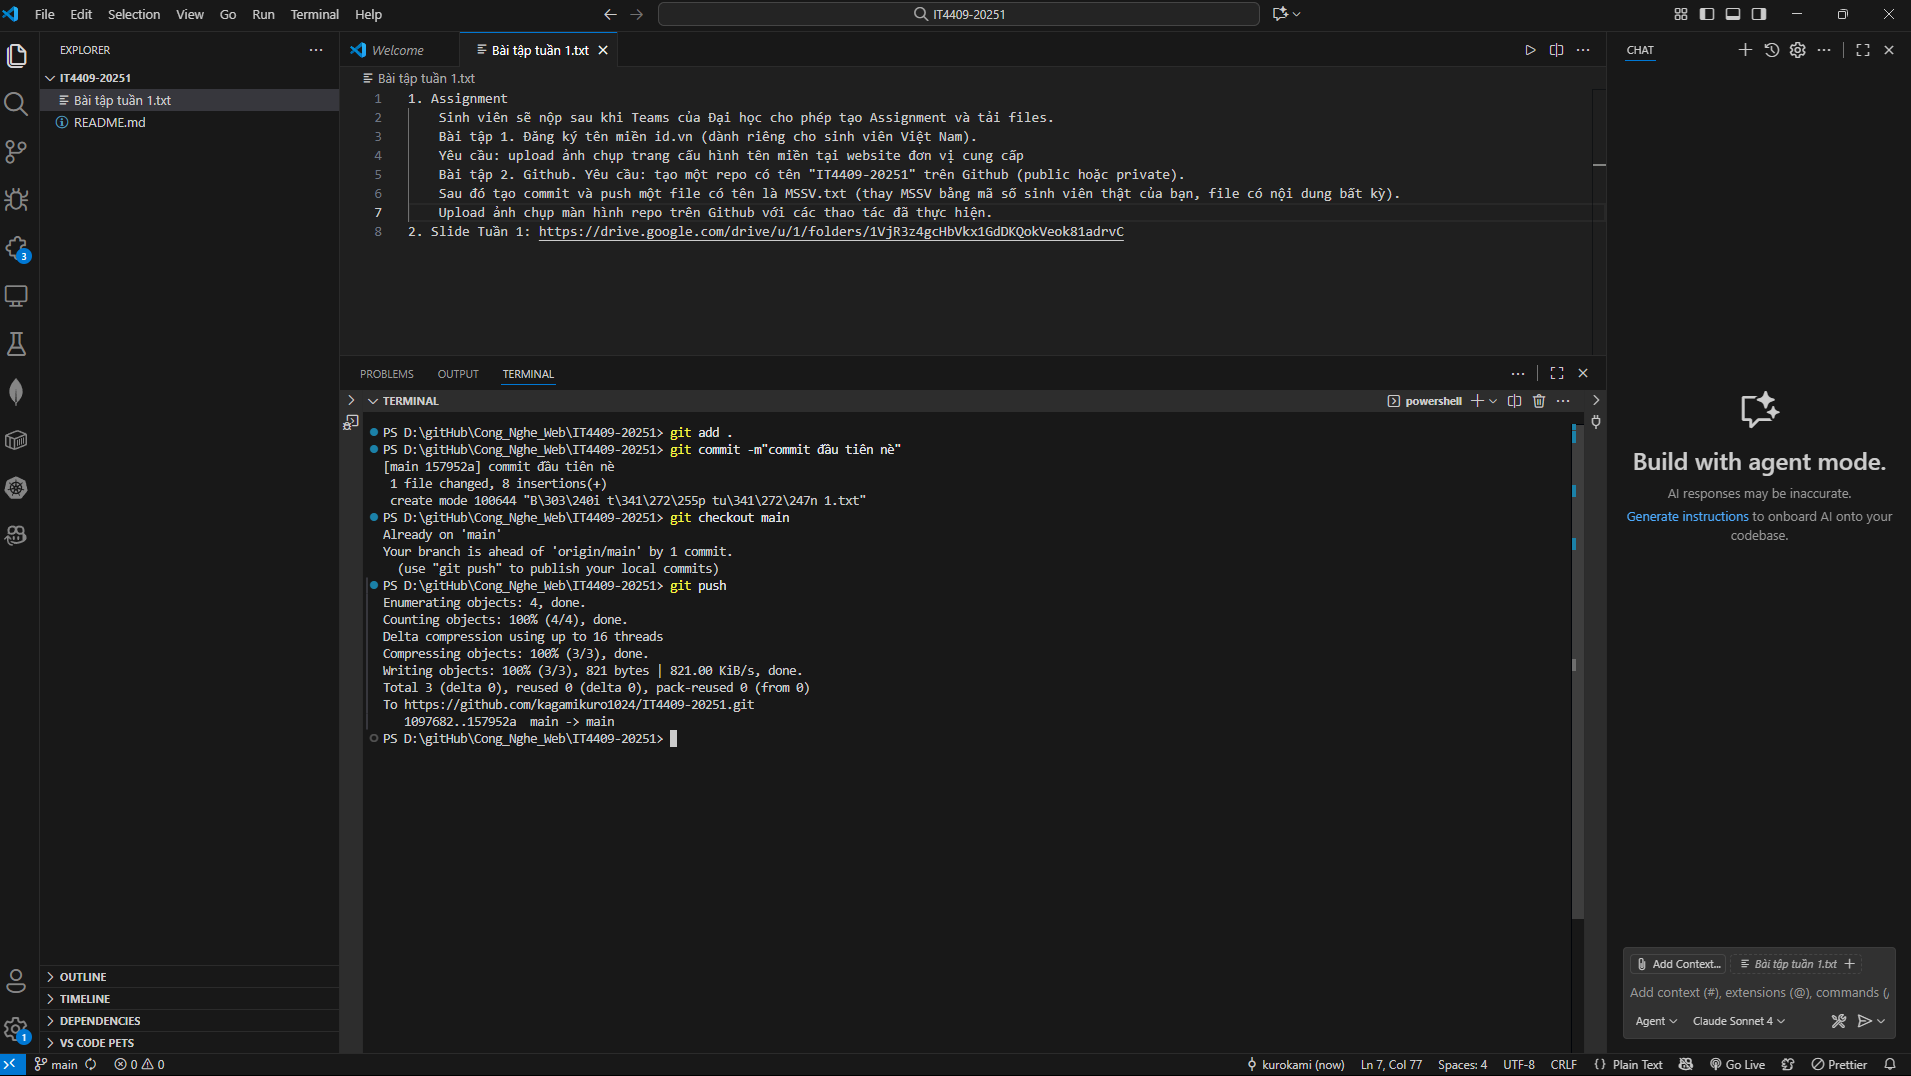 File Edit Selection View Go Run Terminal Help
IT4409-20251
EXPLORER
IT4409-20251
Bài tập tuần 1.txt
README.md
Welcome
Bài tập tuần 1.txt
Bài tập tuần 1.txt
1 1. Assignment
2 Sinh viên sẽ nộp sau khi Teams của Đại học cho phép tạo Assignment và tải files.
3 Bài tập 1. Đăng ký tên miền id.vn (dành riêng cho sinh viên Việt Nam).
4 Yêu cầu: upload ảnh chụp trang cấu hình tên miền tại website đơn vị cung cấp
5 Bài tập 2. Github. Yêu cầu: tạo một repo có tên "IT4409-20251" trên Github (public hoặc private).
6 Sau đó tạo commit và push một file có tên là MSSV.txt (thay MSSV bằng mã số sinh viên thật của bạn, file có nội dung bất kỳ).
7 Upload ảnh chụp màn hình repo trên Github với các thao tác đã thực hiện.
8 2. Slide Tuần 1: https://drive.google.com/drive/u/1/folders/1VjR3z4gcHbVkx1GdDKQokVeok81adrvC
PROBLEMS OUTPUT TERMINAL
TERMINAL
powershell
PS D:\gitHub\Cong_Nghe_Web\IT4409-20251> git add .
PS D:\gitHub\Cong_Nghe_Web\IT4409-20251> git commit -m"commit đầu tiên nè"
[main 157952a] commit đầu tiên nè
1 file changed, 8 insertions(+)
create mode 100644 "B\303\240i t\341\272\255p tu\341\272\247n 1.txt"
PS D:\gitHub\Cong_Nghe_Web\IT4409-20251> git checkout main
Already on 'main'
Your branch is ahead of 'origin/main' by 1 commit.
(use "git push" to publish your local commits)
PS D:\gitHub\Cong_Nghe_Web\IT4409-20251> git push
Enumerating objects: 4, done.
Counting objects: 100% (4/4), done.
Delta compression using up to 16 threads
Compressing objects: 100% (3/3), done.
Writing objects: 100% (3/3), 821 bytes | 821.00 KiB/s, done.
Total 3 (delta 0), reused 0 (delta 0), pack-reused 0 (from 0)
To https://github.com/kagamikuro1024/IT4409-20251.git
1097682..157952a main -> main
PS D:\gitHub\Cong_Nghe_Web\IT4409-20251>
CHAT
Build with agent mode.
AI responses may be inaccurate.
Generate instructions to onboard AI onto your
codebase.
Add Context... Bài tập tuần 1.txt
Add context (#), extensions (@), commands (/
Agent Claude Sonnet 4
3
1
OUTLINE
TIMELINE
DEPENDENCIES
VS CODE PETS
main 0 0
kurokami (now) Ln 7, Col 77 Spaces: 4 UTF-8 CRLF {} Plain Text Go Live Prettier